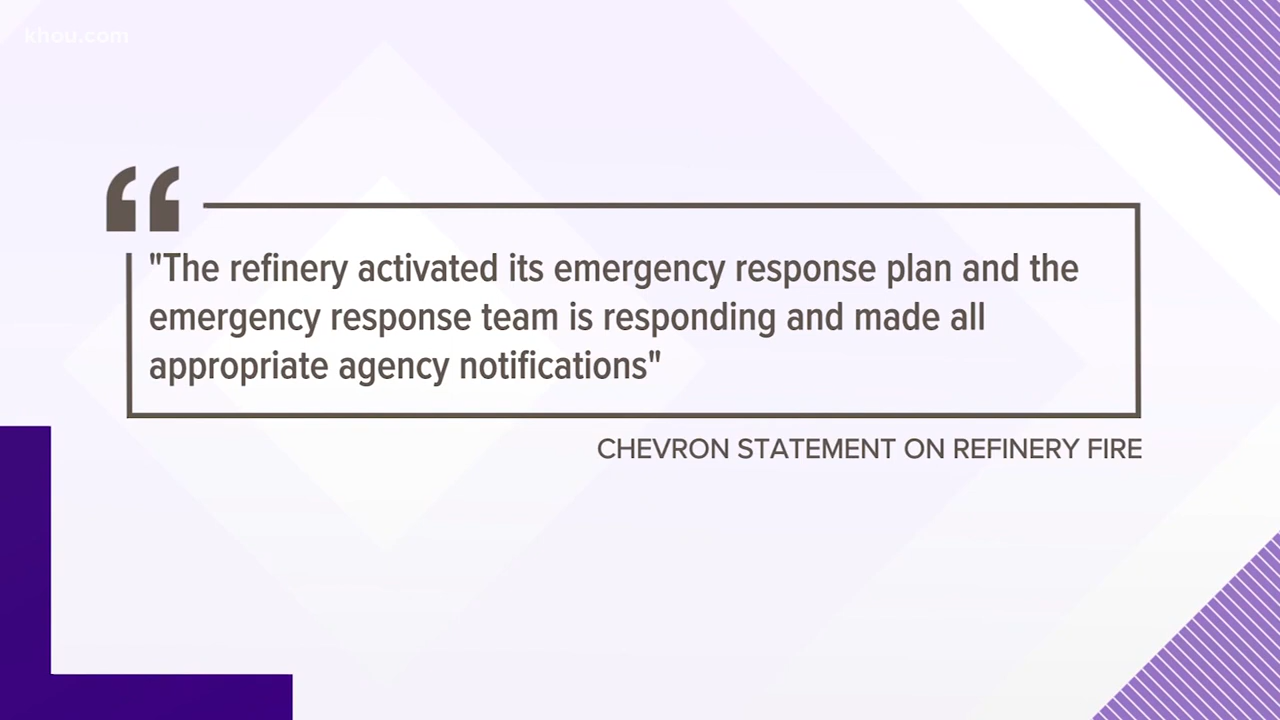 khou.com
"The refinery activated its emergency response plan and the
emergency response team is responding and made all
appropriate agency notifications"
CHEVRON STATEMENT ON REFINERY FIRE